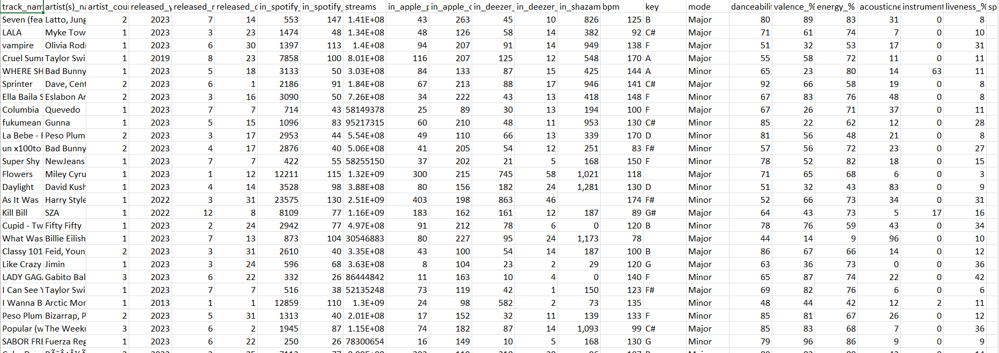 track_nam artist(s)_na artist_cou released_y released_m released_d in_spotify_ in_spotify_ streams in_apple_p in_apple_c in_deezer_ in_deezer_ in_shazam bpm key mode danceabili valence_% energy_% acousticne instrument liveness_% sp
Seven (fea Latto, Jung 2 2023 7 14 553 147 1.41E+08 43 263 45 10 826 125 B Major 80 89 83 31 0 8
LALA Myke Tow 1 2023 3 23 1474 48 1.34E+08 48 126 58 14 382 92 C# Major 71 61 74 7 0 10
vampire Olivia Rodr 1 2023 6 30 1397 113 1.4E+08 94 207 91 14 949 138 F Major 51 32 53 17 0 31
Cruel Sum Taylor Swi 1 2019 8 23 7858 100 8.01E+08 116 207 125 12 548 170 A Major 55 58 72 11 0 11
WHERE SH Bad Bunny 1 2023 5 18 3133 50 3.03E+08 84 133 87 15 425 144 A Minor 65 23 80 14 63 11
Sprinter Dave, Cent 2 2023 6 1 2186 91 1.84E+08 67 213 88 17 946 141 C# Major 92 66 58 19 0 8
Ella Baila S Eslabon Ar 2 2023 3 16 3090 50 7.26E+08 34 222 43 13 418 148 F Minor 67 83 76 48 0 8
Columbia Quevedo 1 2023 7 7 714 43 58149378 25 89 30 13 194 100 F Major 67 26 71 37 0 11
fukumean Gunna 1 2023 5 15 1096 83 95217315 60 210 48 11 953 130 C# Minor 85 22 62 12 0 28
La Bebe - R Peso Plum 2 2023 3 17 2953 44 5.54E+08 49 110 66 13 339 170 D Minor 81 56 48 21 0 8
un x100to Bad Bunny 2 2023 4 17 2876 40 5.06E+08 41 205 54 12 251 83 F# Minor 57 56 72 23 0 27
Super Shy NewJeans 1 2023 7 7 422 55 58255150 37 202 21 5 168 150 F Minor 78 52 82 18 0 15
Flowers Miley Cyru 1 2023 1 12 12211 115 1.32E+09 300 215 745 58 1,021 118 Major 71 65 68 6 0 3
Daylight David Kush 1 2023 4 14 3528 98 3.88E+08 80 156 182 24 1,281 130 D Minor 51 32 43 83 0 9
As It Was Harry Style 1 2022 3 31 23575 130 2.51E+09 403 198 863 46 174 F# Minor 52 66 73 34 0 31
Kill Bill SZA 1 2022 12 8 8109 77 1.16E+09 183 162 161 12 187 89 G# Major 64 43 73 5 17 16
Cupid - Tw Fifty Fifty 1 2023 2 24 2942 77 4.97E+08 91 212 78 6 0 120 B Minor 78 76 59 43 0 34
What Was Billie Eilish 1 2023 7 13 873 104 30546883 80 227 95 24 1,173 78 Major 44 14 9 96 0 10
Classy 101 Feid, Youn 2 2023 3 31 2610 40 3.35E+08 43 100 54 14 187 100 B Major 86 67 66 14 0 12
Like Crazy Jimin 1 2023 3 24 596 68 3.63E+08 8 104 23 2 29 120 G Major 63 36 73 0 0 36
LADY GAGA Gabito Bal 3 2023 6 22 332 26 86444842 11 163 10 4 0 140 F Minor 65 87 74 22 0 42
I Can See Y Taylor Swi 1 2023 7 7 516 38 52135248 73 119 42 1 150 123 F# Major 69 82 76 6 0 6
I Wanna B Arctic Mon 1 2013 1 1 12859 110 1.3E+09 24 98 582 2 73 135 Minor 48 44 42 12 2 11
Peso Plum Bizarrap, P 2 2023 5 31 1313 40 2.01E+08 17 152 32 11 139 133 F Minor 85 81 67 26 0 12
Popular (w The Week 3 2023 6 2 1945 87 1.15E+08 74 182 87 14 1,093 99 C# Major 85 83 68 7 0 36
SABOR FRE Fuerza Reg 1 2023 6 22 250 26 78300654 16 149 10 5 168 130 G Minor 79 96 86 9 0 9